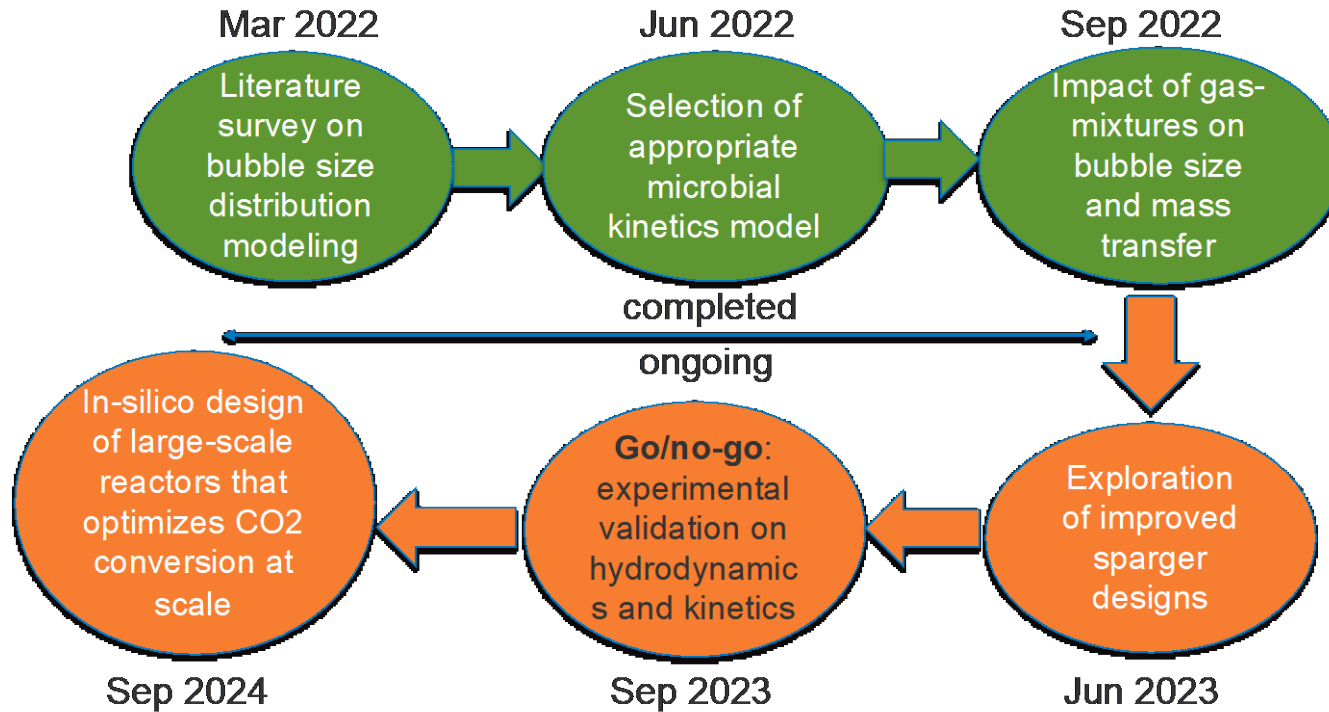 Mar 2022
Literature
survey on
bubble size
distribution
modeling
Jun 2022
Selection of
appropriate
microbial
kinetics model
Sep 2022
Impact of gas-
mixtures on
bubble size
and mass
transfer
completed
ongoing
Exploration
of improved
sparger
designs
Jun 2023
Go/no-go:
experimental
validation on
hydrodynamic
s and kinetics
Sep 2023
In-silico design
of large-scale
reactors that
optimizes CO2
conversion at
scale
Sep 2024